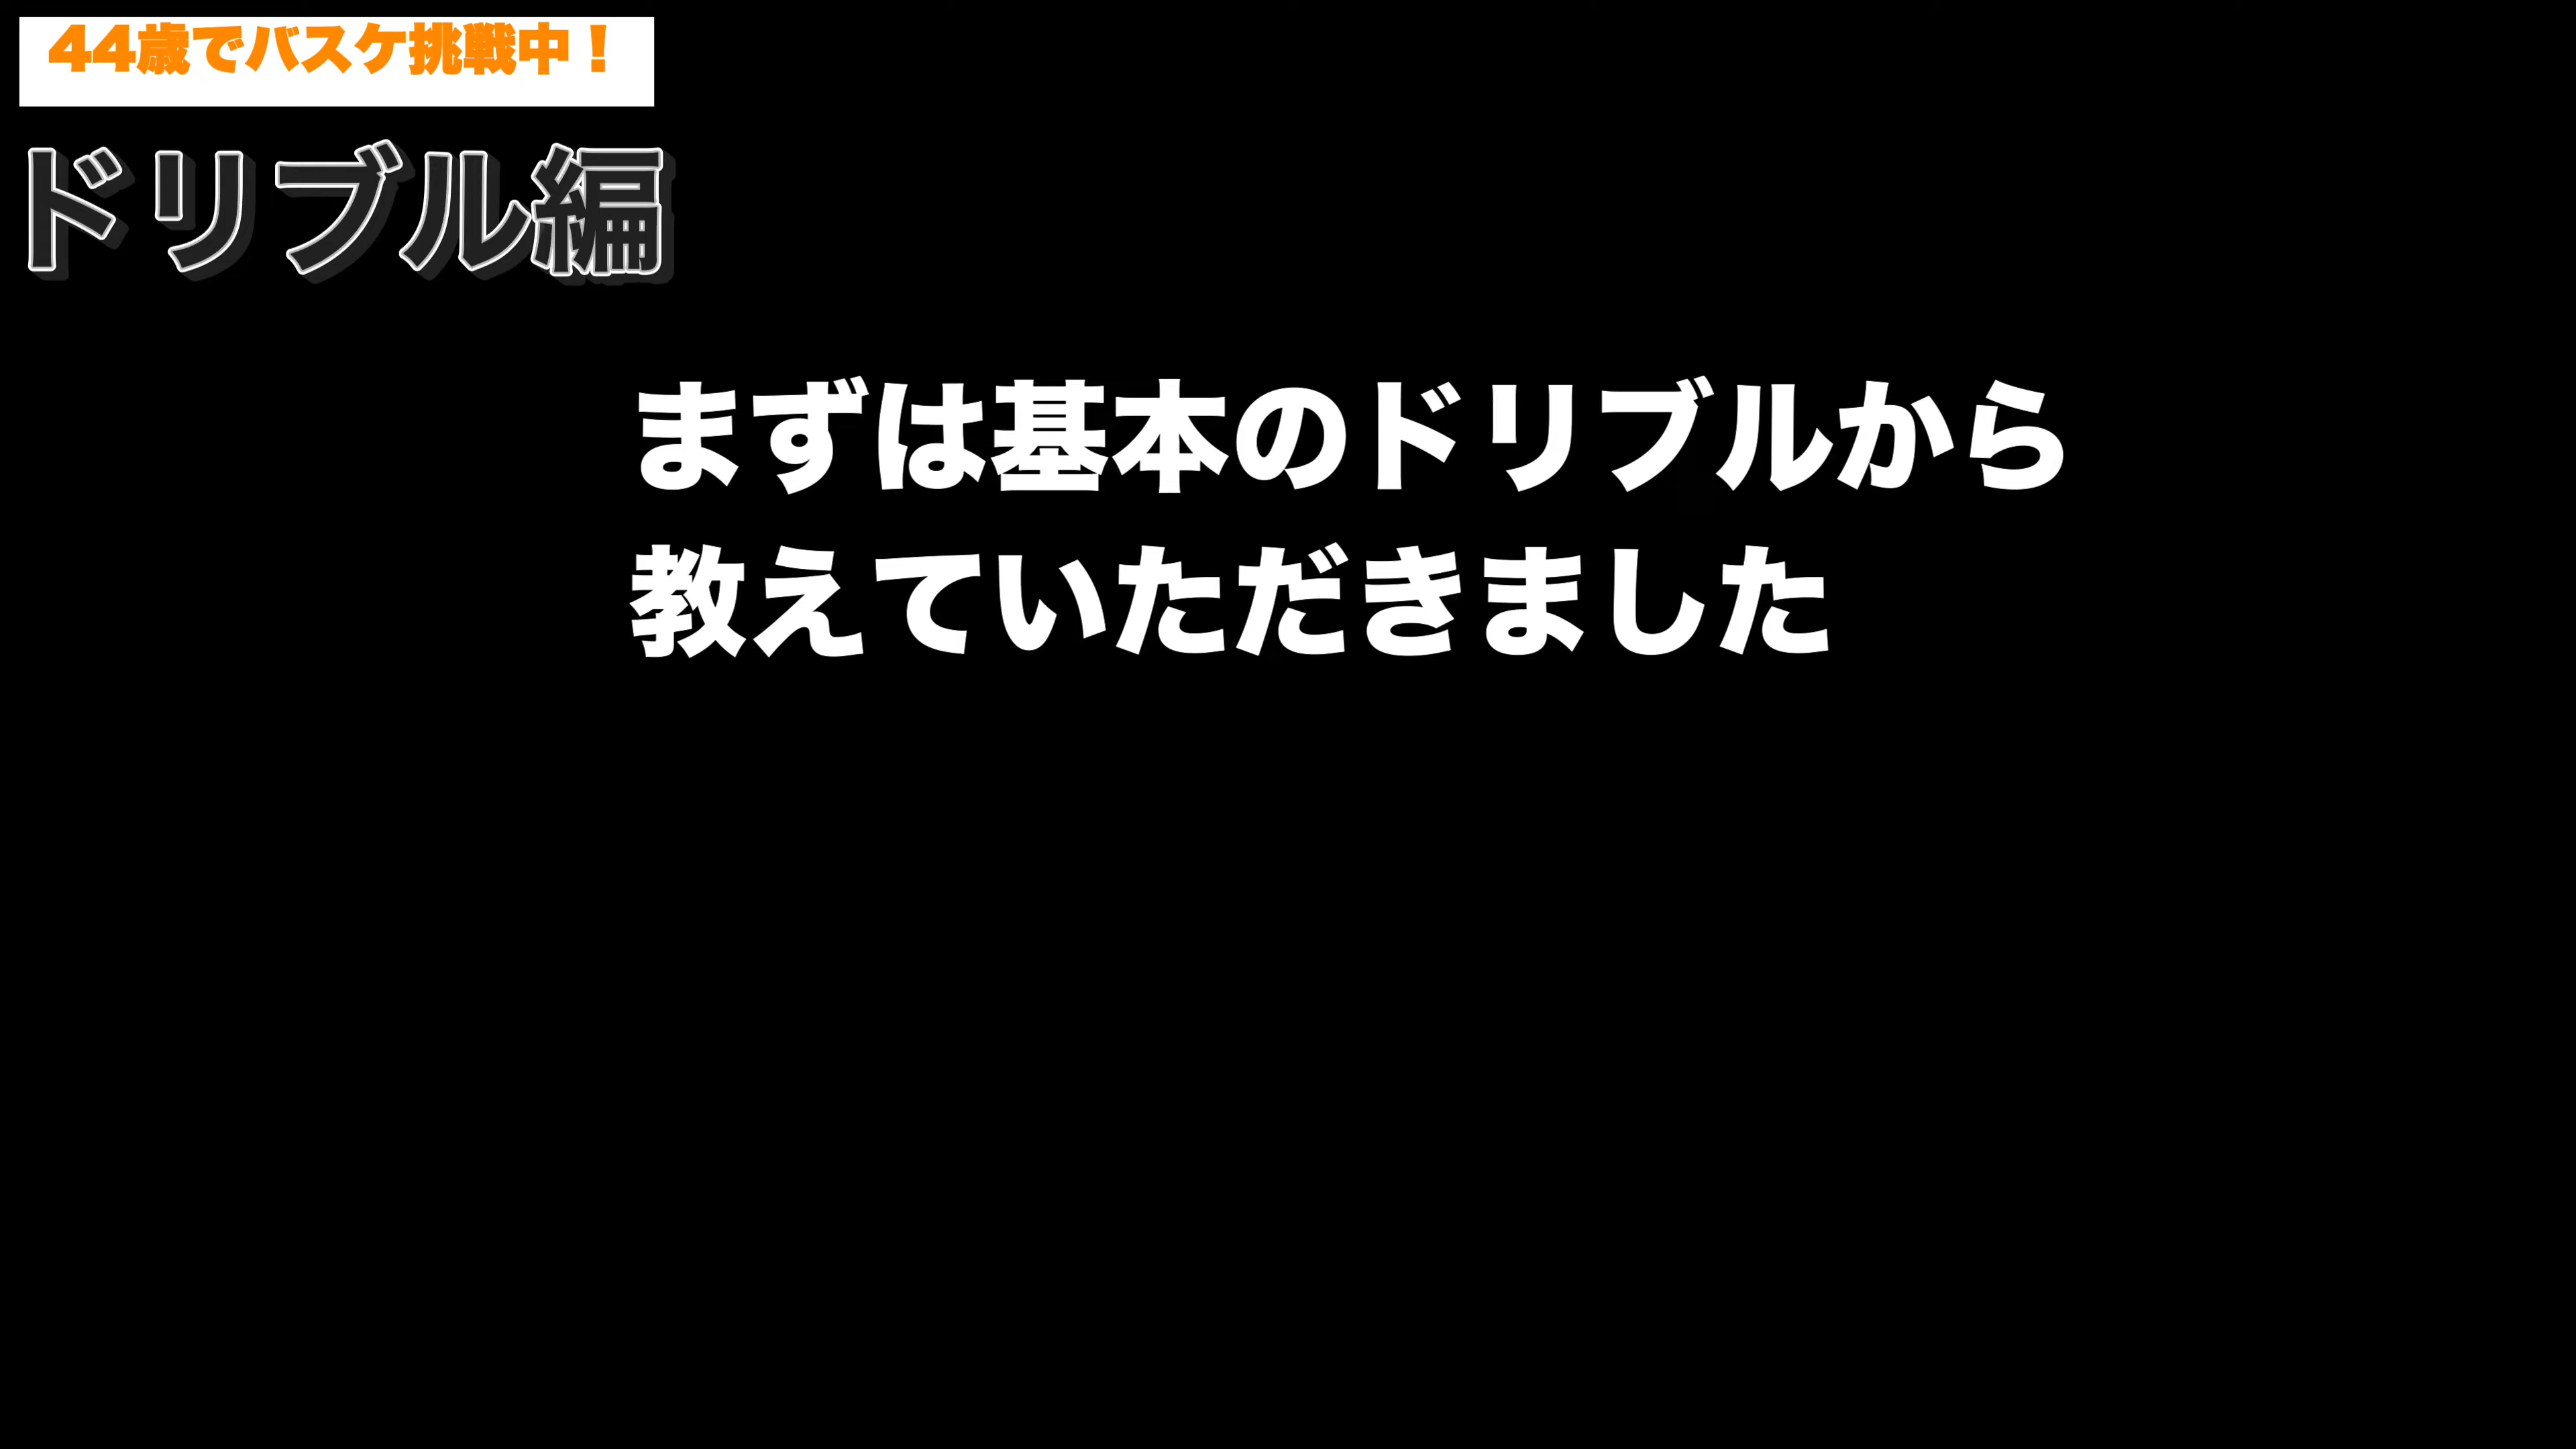 44歳でバスケ挑戦中！
ドリブル編
まずは基本のドリブルから
教えていただきました